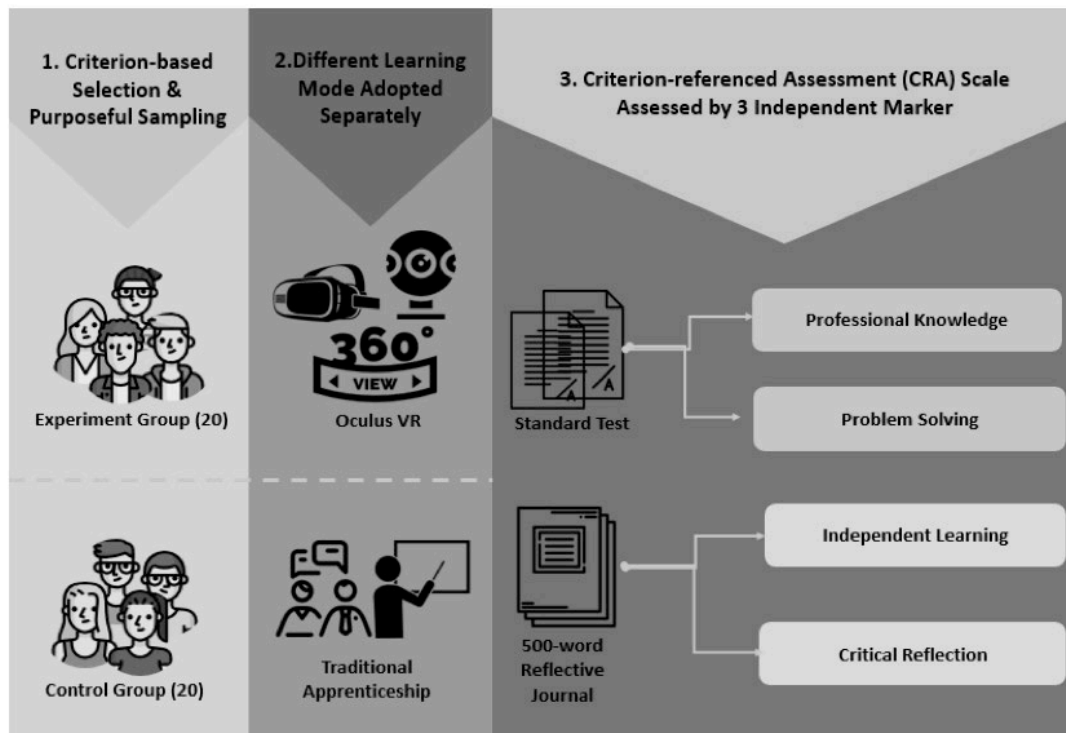 1. Criterion-based
Selection &
Purposeful Sampling
2.Different Learning
Mode Adopted
Separately
3. Criterion-referenced Assessment (CRA) Scale
Assessed by 3 Independent Marker
Experiment Group (20)
360°
VIEW
Oculus VR
A
A
Standard Test
Professional Knowledge
Problem Solving
Control Group (20)
Traditional
Apprenticeship
500-word
Reflective
Journal
Independent Learning
Critical Reflection